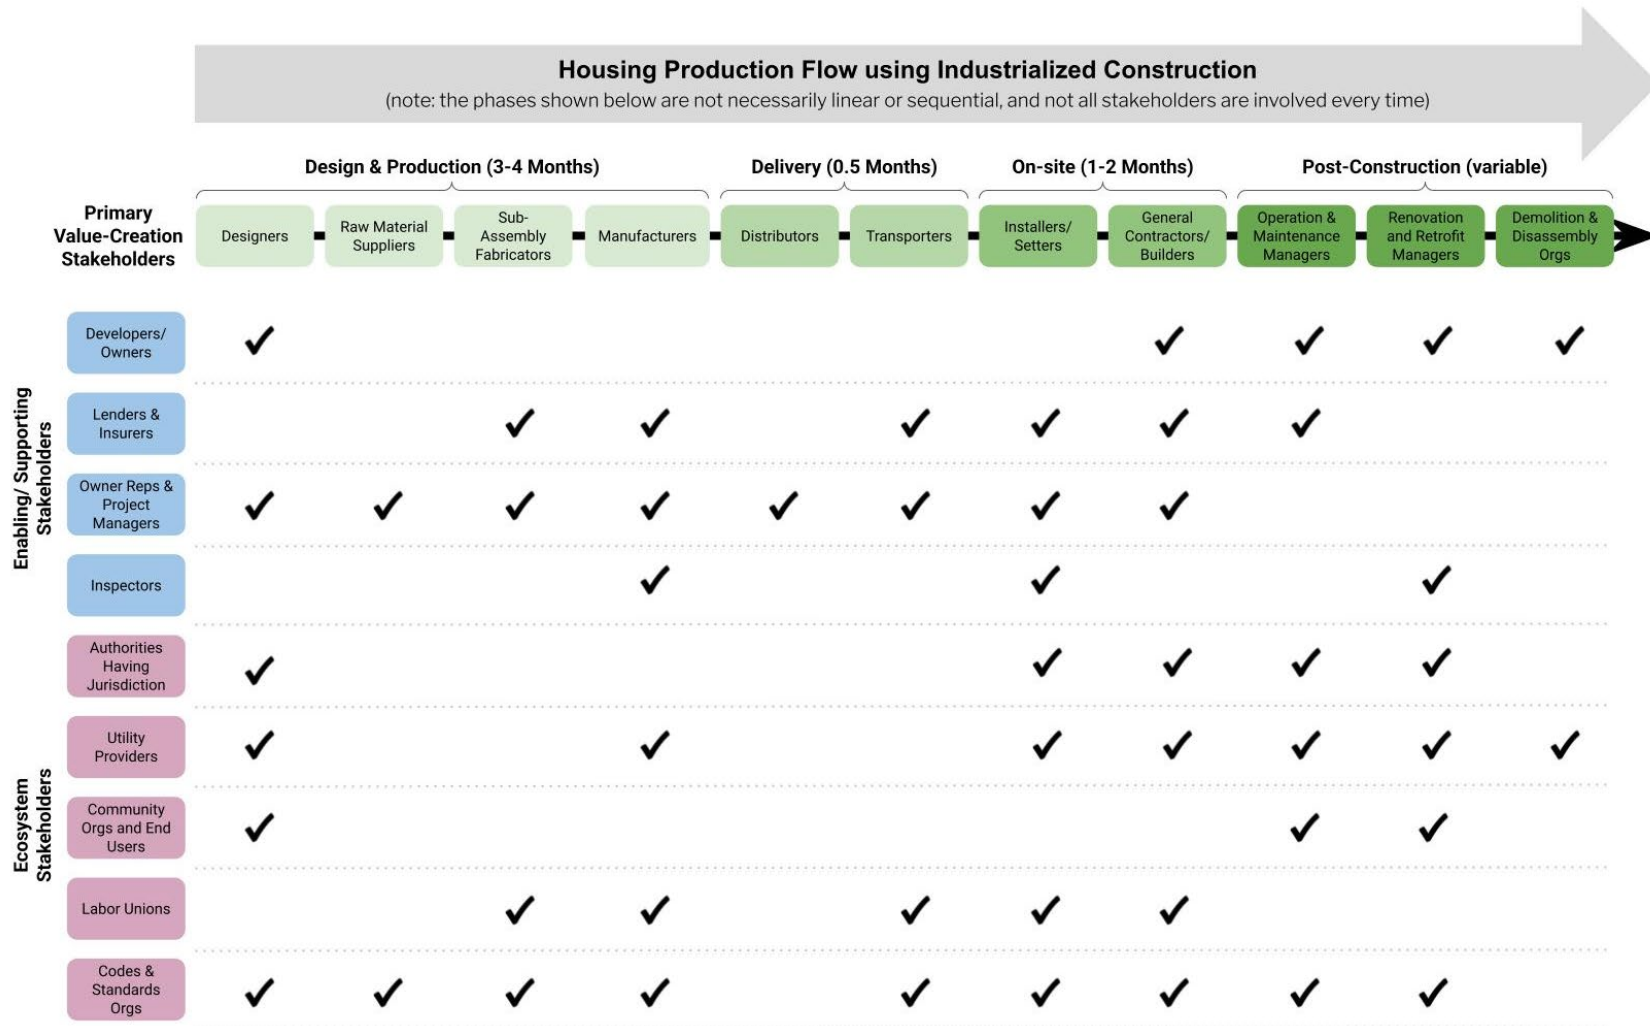 Housing Production Flow using Industrialized Construction
(note: the phases shown below are not necessarily linear or sequential, and not all stakeholders are involved every time)
Design & Production (3-4 Months)
Delivery (0.5 Months)
On-site (1-2 Months)
Post-Construction (variable)
Primary
Value-Creation
Stakeholders
Designers
Raw Material
Suppliers
Sub-
Assembly
Fabricators
Manufacturers
Distributors
Transporters
Installers/
Setters
General
Contractors/
Builders
Operation &
Maintenance
Managers
Renovation
and Retrofit
Managers
Demolition &
Disassembly
Orgs
Enabling/ Supporting
Stakeholders
Developers/
Owners
Lenders &
Insurers
Owner Reps &
Project
Managers
Inspectors
Ecosystem
Stakeholders
Authorities
Having
Jurisdiction
Utility
Providers
Community
Orgs and End
Users
Labor Unions
Codes &
Standards
Orgs